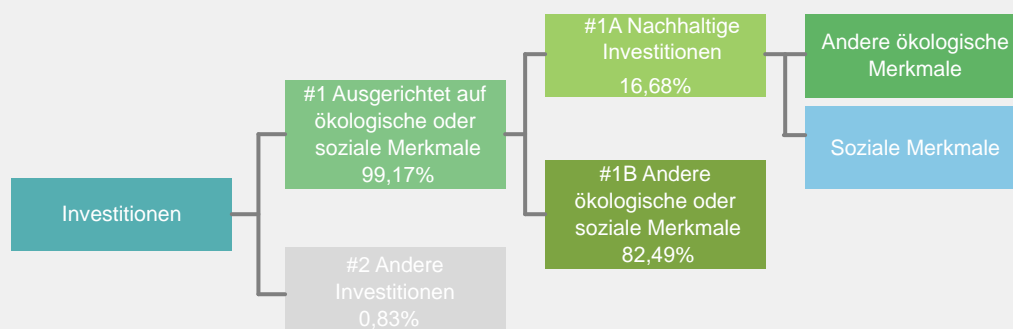 Investitionen
#1 Ausgerichtet auf
ökologische oder
soziale Merkmale
99,17%
#2 Andere
Investitionen
0,83%
#1A Nachhaltige
Investitionen
16,68%
#1B Andere
ökologische oder
soziale Merkmale
82,49%
Andere ökologische
Merkmale
Soziale Merkmale